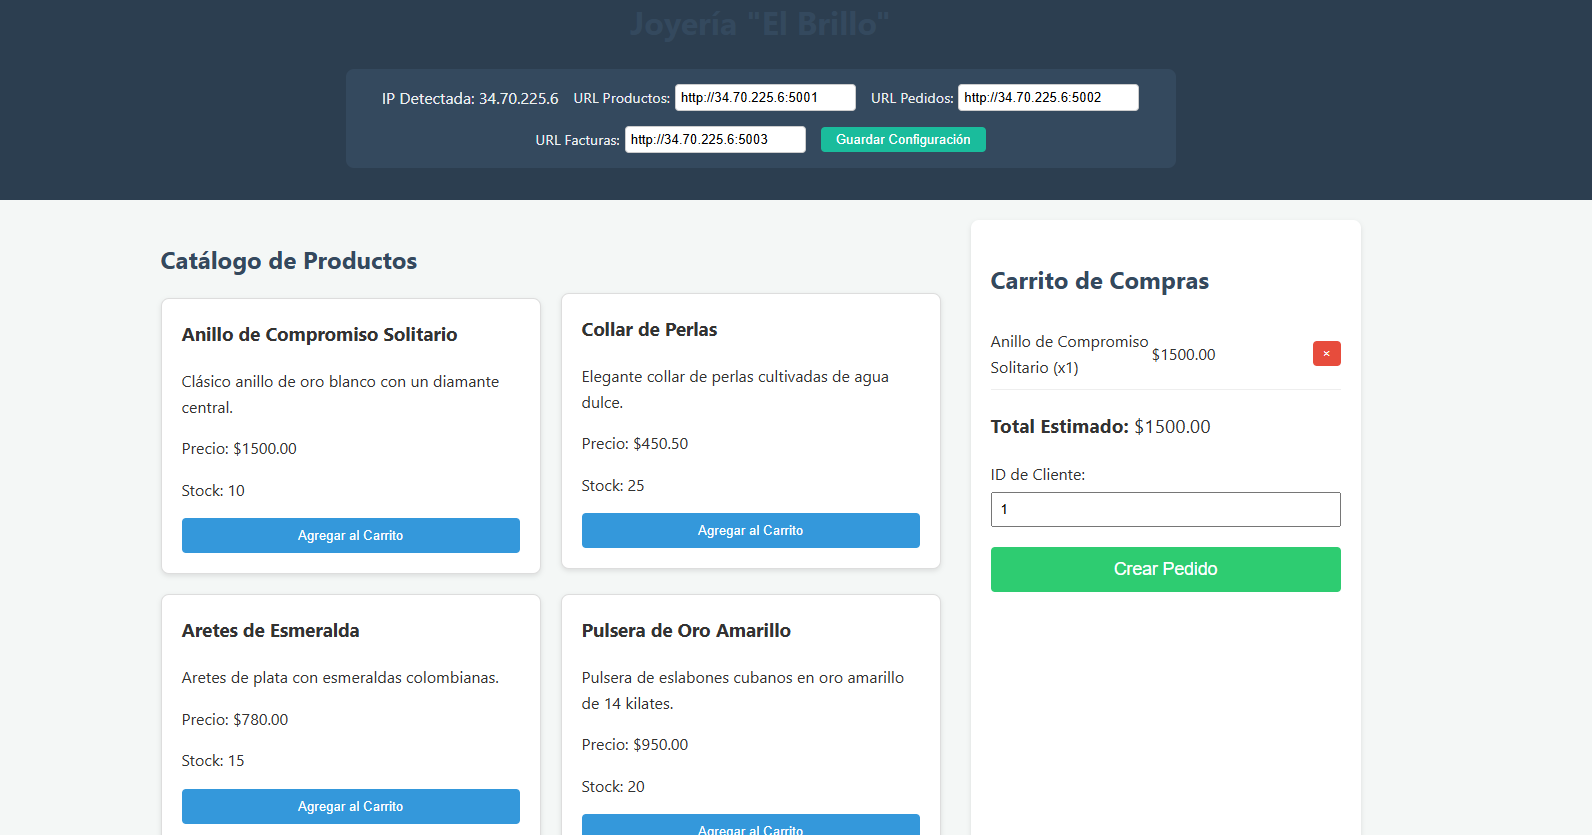 Joyería "El Brillo"
IP Detectada: 34.70.225.6 URL Productos: http://34.70.225.6:5001 URL Pedidos: http://34.70.225.6:5002
URL Facturas: http://34.70.225.6:5003 Guardar Configuración
Catálogo de Productos
Anillo de Compromiso Solitario
Clásico anillo de oro blanco con un diamante
central.
Precio: $1500.00
Stock: 10
Agregar al Carrito
Collar de Perlas
Elegante collar de perlas cultivadas de agua
dulce.
Precio: $450.50
Stock: 25
Agregar al Carrito
Aretes de Esmeralda
Aretes de plata con esmeraldas colombianas.
Precio: $780.00
Stock: 15
Agregar al Carrito
Pulsera de Oro Amarillo
Pulsera de eslabones cubanos en oro amarillo
de 14 kilates.
Precio: $950.00
Stock: 20
Agregar al Carrito
Carrito de Compras
Anillo de Compromiso
Solitario (x1) $1500.00 ×
Total Estimado: $1500.00
ID de Cliente:
1
Crear Pedido